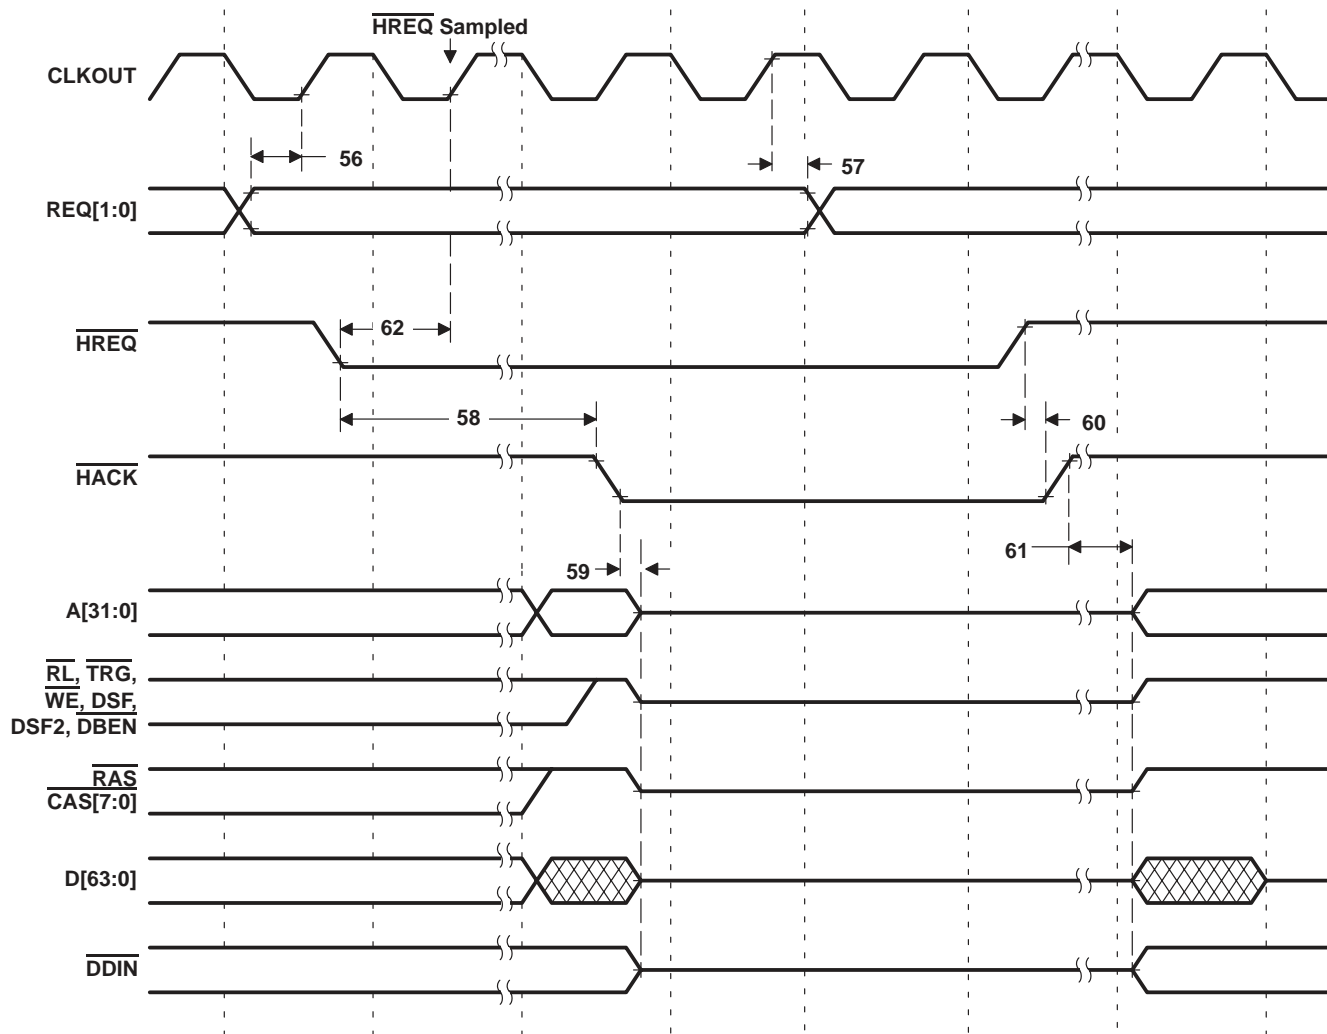 HREQ Sampled
CLKOUT
56
57
REQ[1:0]
62
HREQ
58
60
HACK
61
59
A[31:0]
RL, TRG,
WE, DSF,
DSF2, DBEN
RAS
CAS[7:0]
D[63:0]
DDIN